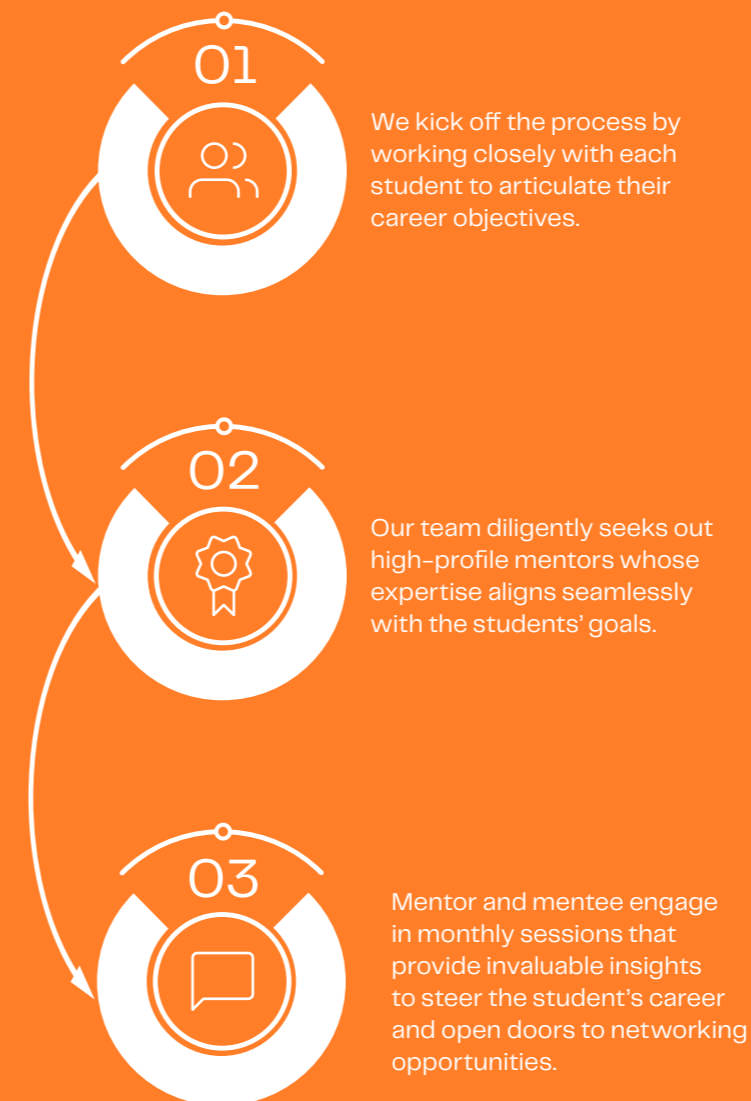 01
We kick off the process by
working closely with each
student to articulate their
career objectives.
02
Our team diligently seeks out
high-profile mentors whose
expertise aligns seamlessly
with the students’ goals.
03
Mentor and mentee engage
in monthly sessions that
provide invaluable insights
to steer the student’s career
and open doors to networking
opportunities.